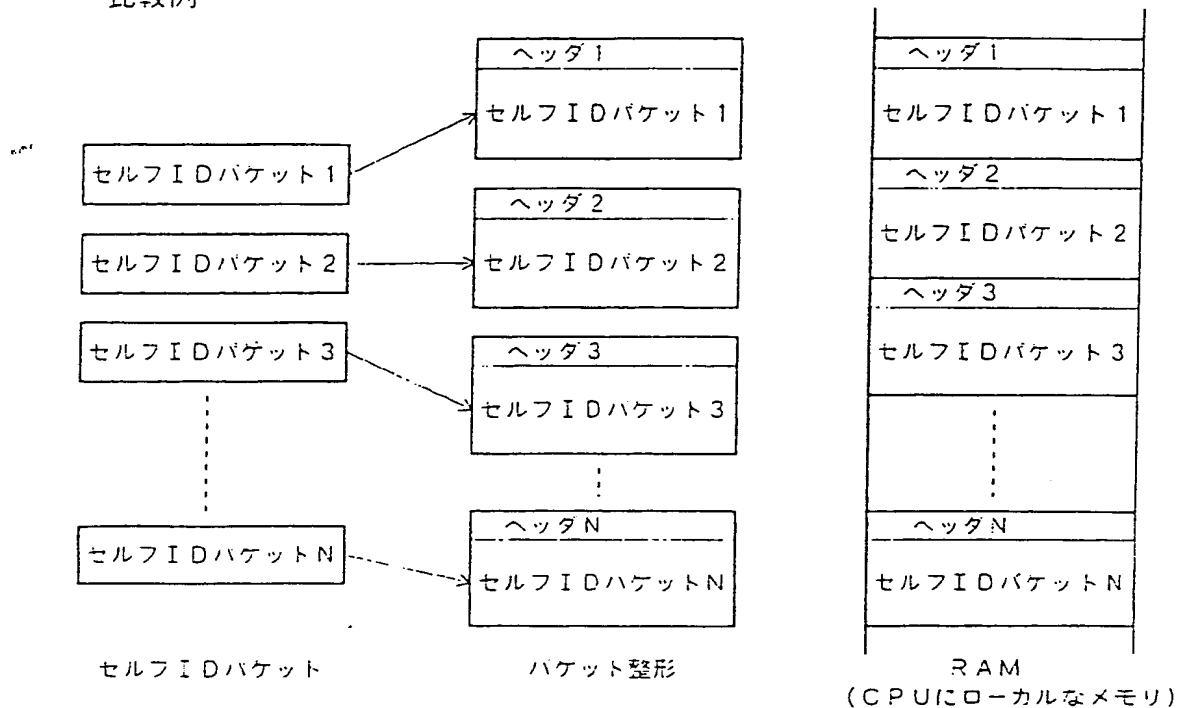 比較例
ヘッダ1
セルフIDパケット1
セルフIDパケット1
ヘッダ2
セルフIDパケット2
セルフIDパケット2
ヘッダ3
セルフIDパケット3
セルフIDパケット3
ヘッダN
セルフIDパケットN
セルフIDパケットN
ヘッダ1
セルフIDパケット1
ヘッダ2
セルフIDパケット2
ヘッダ3
セルフIDパケット3
ヘッダN
セルフIDパケットN
セルフIDパケット
パケット整形
RAM
(CPUにローカルなメモリ)